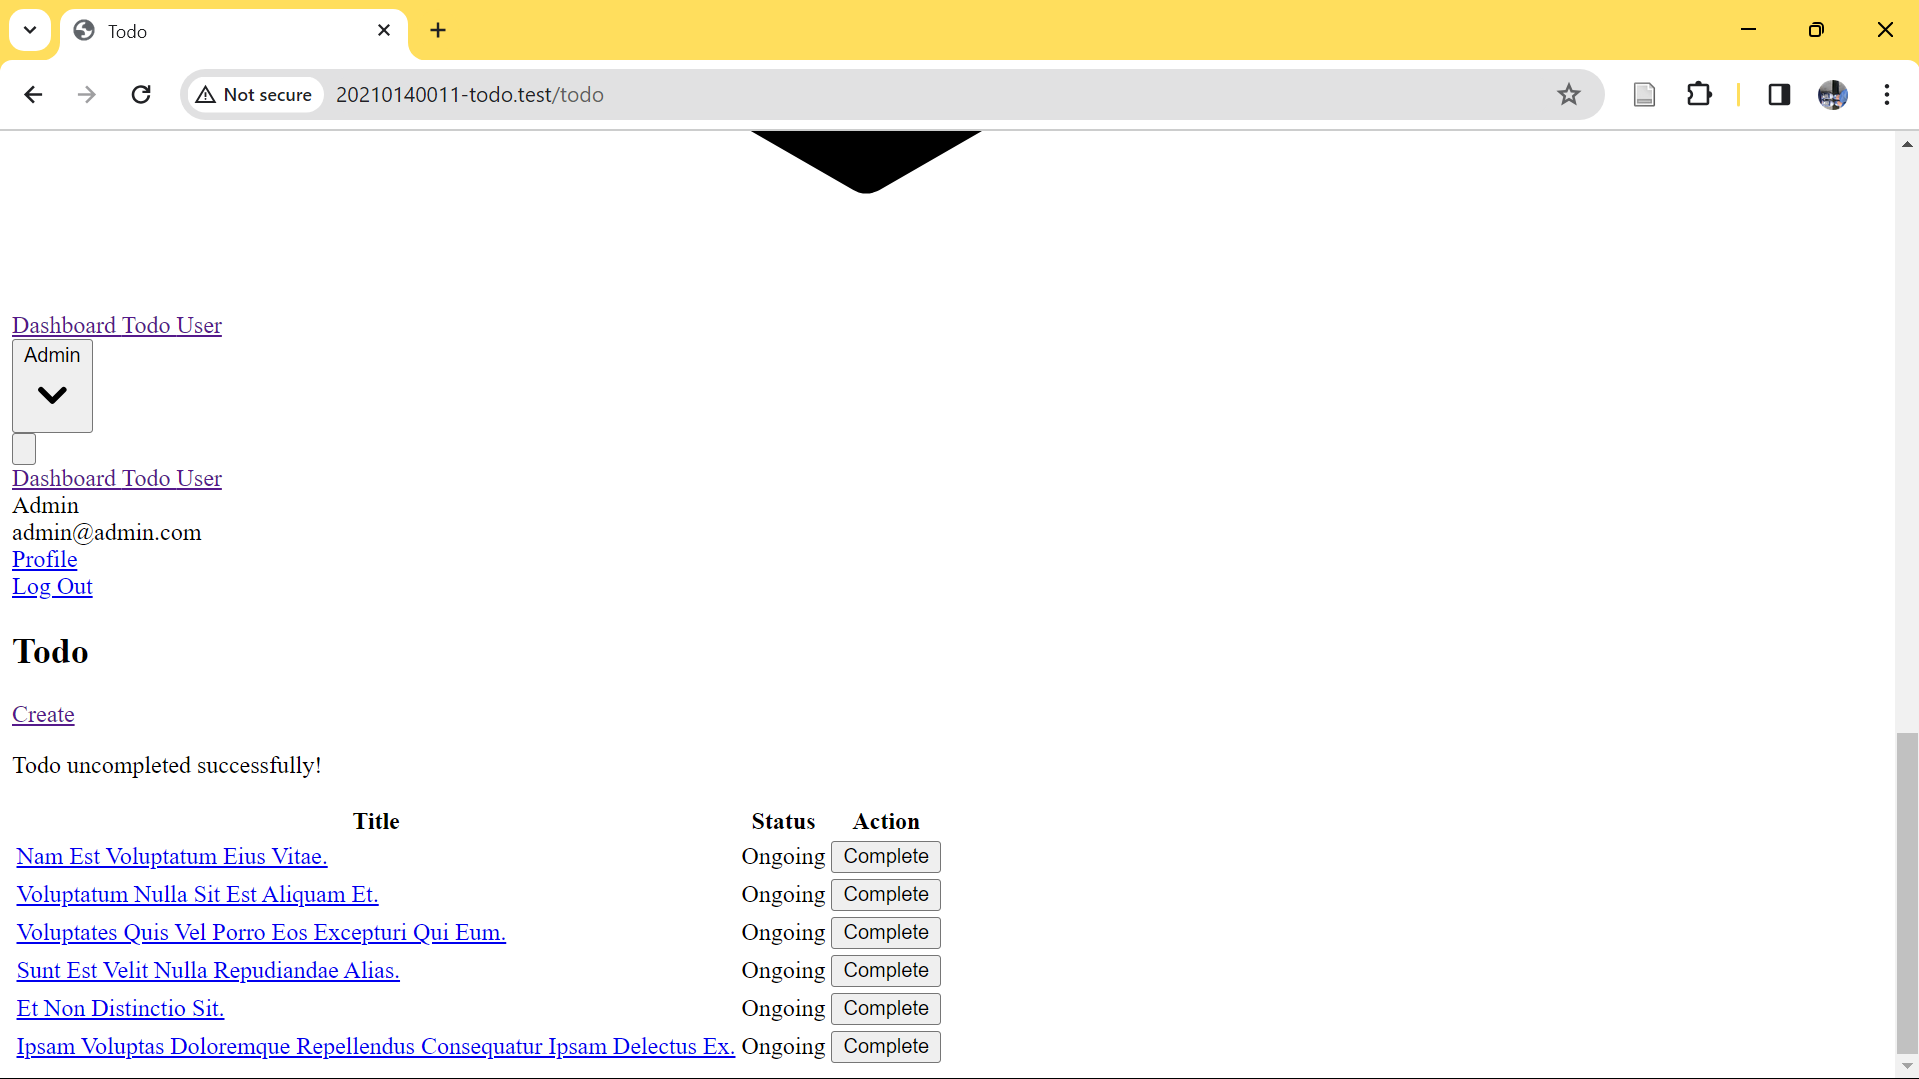 Todo
Not secure 20210140011-todo.test/todo
Dashboard Todo User
Admin
Dashboard Todo User
Admin
admin@admin.com
Profile
Log Out
Todo
Create
Todo uncompleted successfully!
Title Status Action
Nam Est Voluptatum Eius Vitae. Ongoing Complete
Voluptatum Nulla Sit Est Aliquam Et. Ongoing Complete
Voluptates Quis Vel Porro Eos Excepturi Qui Eum. Ongoing Complete
Sunt Est Velit Nulla Repudiandae Alias. Ongoing Complete
Et Non Distinctio Sit. Ongoing Complete
Ipsam Voluptas Doloremque Repellendus Consequatur Ipsam Delectus Ex. Ongoing Complete